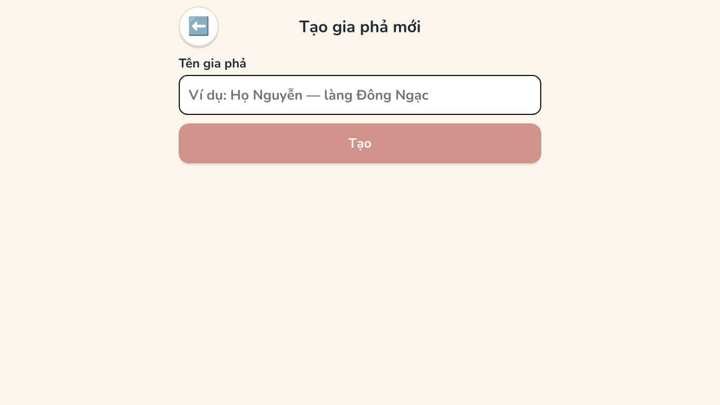 Tạo gia phả mới
Tên gia phả
Ví dụ: Họ Nguyễn — làng Đông Ngạc
Tạo